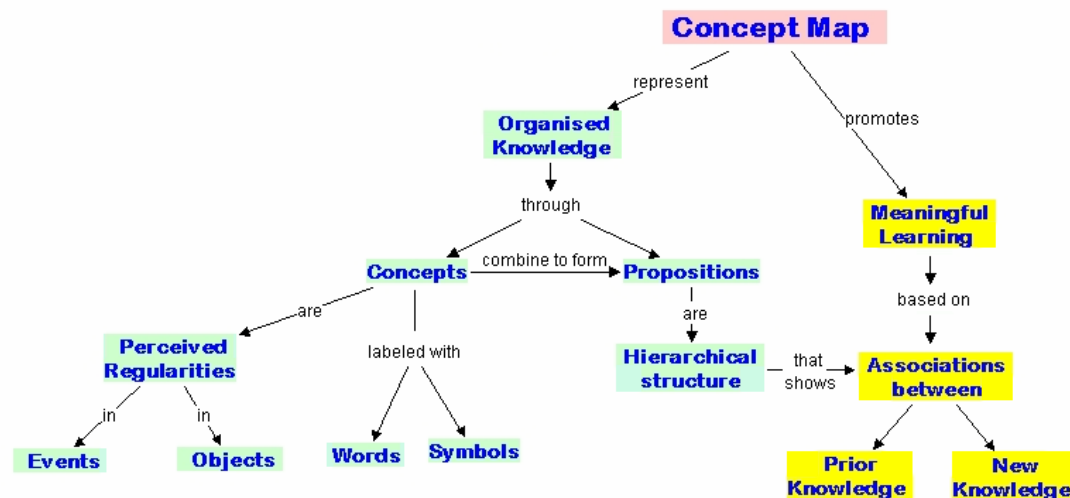 Concept Map
represent
promotes
Organised
Knowledge
through
Meaningful
Learning
Concepts
combine to form
Propositions
based on
are
are
Perceived
Regularities
labeled with
Hierarchical
structure
that
shows
Associations
between
in
in
Events
Objects
Words
Symbols
Prior
Knowledge
New
Knowledge